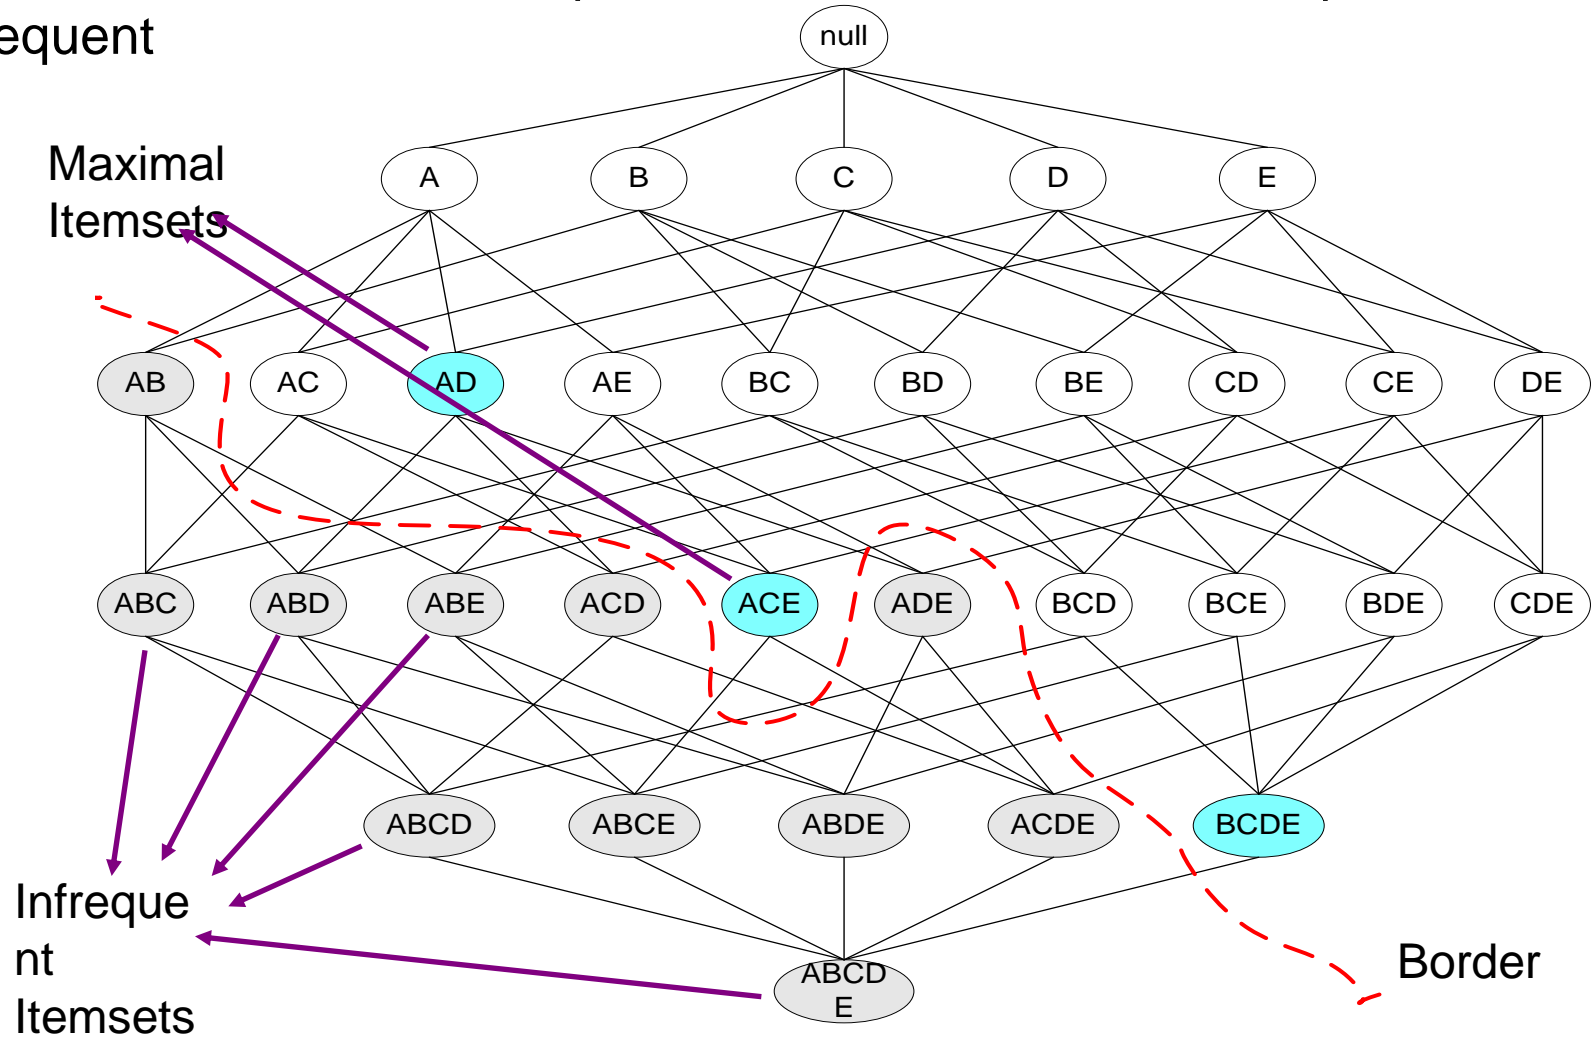 equent
null
Maximal
Itemsets
A B C D E
AB AC AD AE BC BD BE CD CE DE
ABC ABD ABE ACD ACE ADE BCD BCE BDE CDE
ABCD ABCE ABDE ACDE BCDE
Infreque
nt
Itemsets
ABCD
E
Border